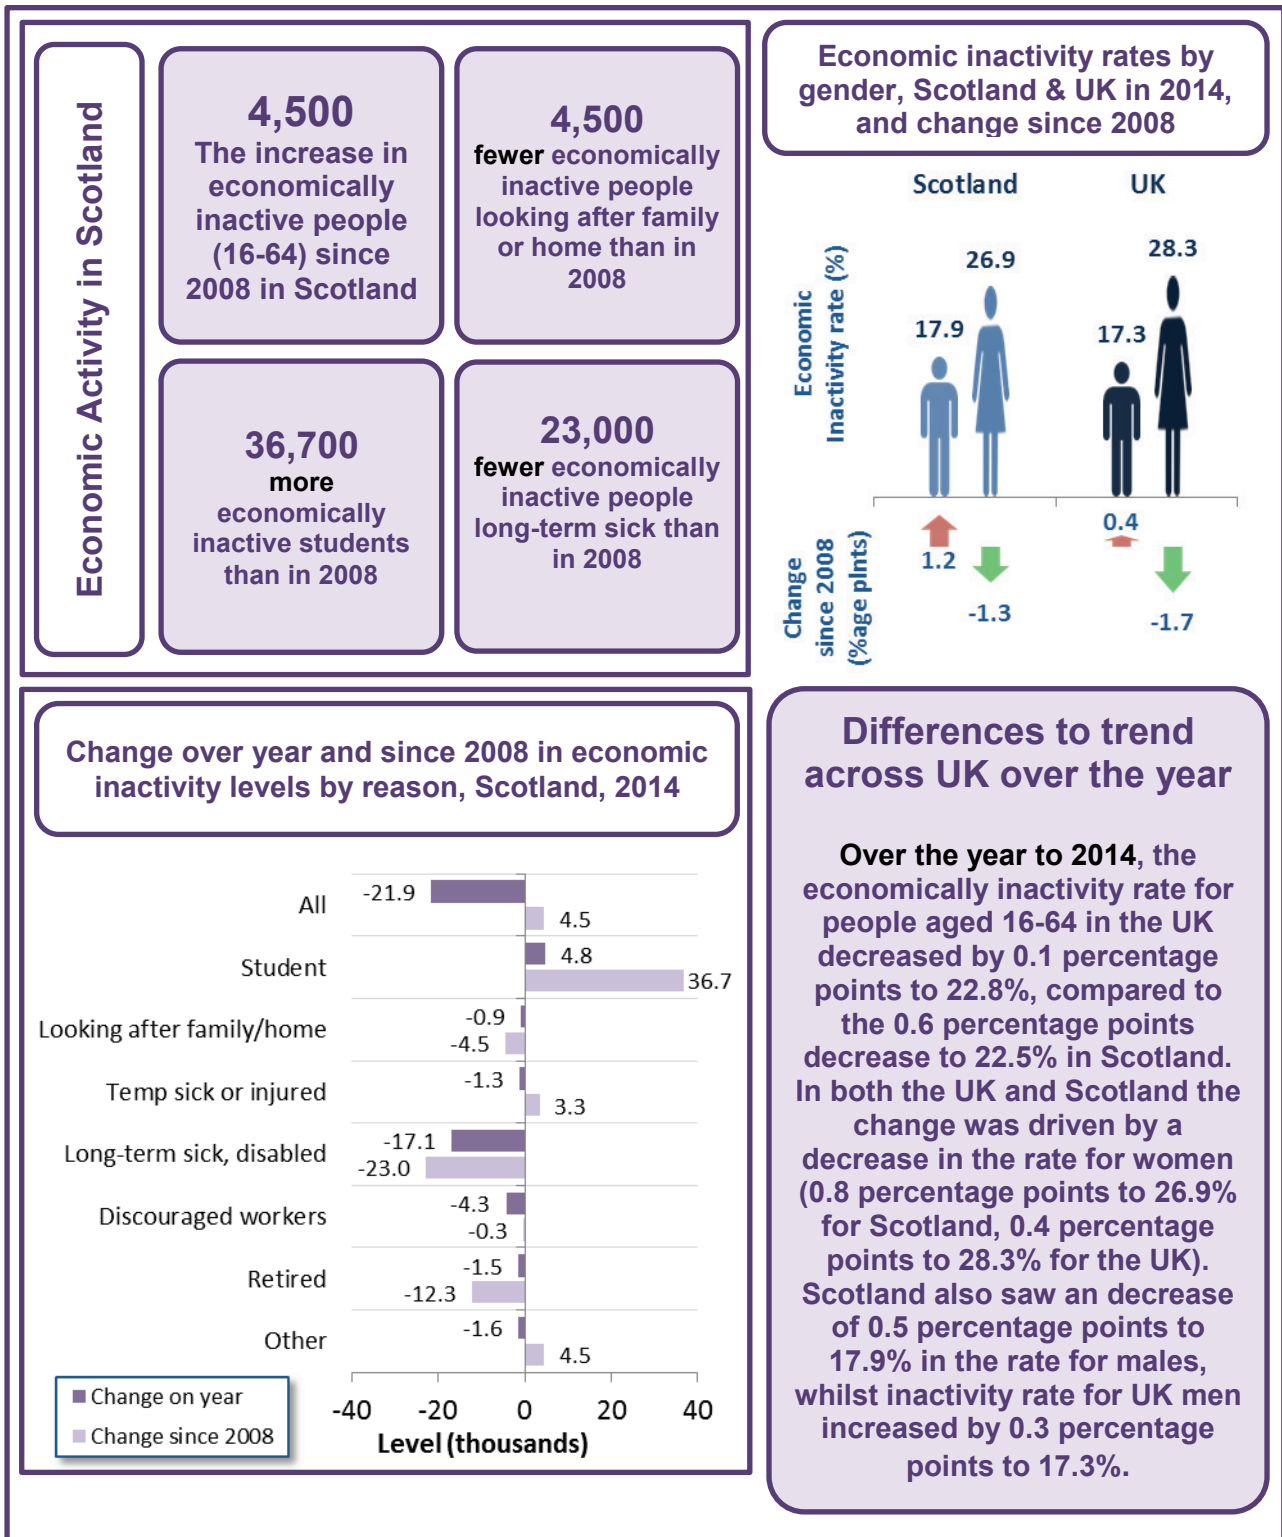 Economic Activity in Scotland
4,500
The increase in
economically
inactive people
(16-64) since
2008 in Scotland
4,500
fewer economically
inactive people
looking after family
or home than in
2008
36,700
more
economically
inactive students
than in 2008
23,000
fewer economically
inactive people
long-term sick than
in 2008
Economic inactivity rates by
gender, Scotland & UK in 2014,
and change since 2008
Scotland
UK
Economic
Inactivity rate (%)
17.9
26.9
17.3
28.3
Change
since 2008
(%age plnts)
1.2
-1.3
0.4
-1.7
Change over year and since 2008 in economic
inactivity levels by reason, Scotland, 2014
All
-21.9
4.5
Student
4.8
36.7
Looking after family/home
-0.9
-4.5
Temp sick or injured
-1.3
3.3
Long-term sick, disabled
-17.1
-23.0
Discouraged workers
-4.3
-0.3
Retired
-1.5
-12.3
Other
-1.6
4.5
Change on year
Change since 2008
-40
-20
0
20
40
Level (thousands)
Differences to trend
across UK over the year
Over the year to 2014, the
economically inactivity rate for
people aged 16-64 in the UK
decreased by 0.1 percentage
points to 22.8%, compared to
the 0.6 percentage points
decrease to 22.5% in Scotland.
In both the UK and Scotland the
change was driven by a
decrease in the rate for women
(0.8 percentage points to 26.9%
for Scotland, 0.4 percentage
points to 28.3% for the UK).
Scotland also saw an decrease
of 0.5 percentage points to
17.9% in the rate for males,
whilst inactivity rate for UK men
increased by 0.3 percentage
points to 17.3%.